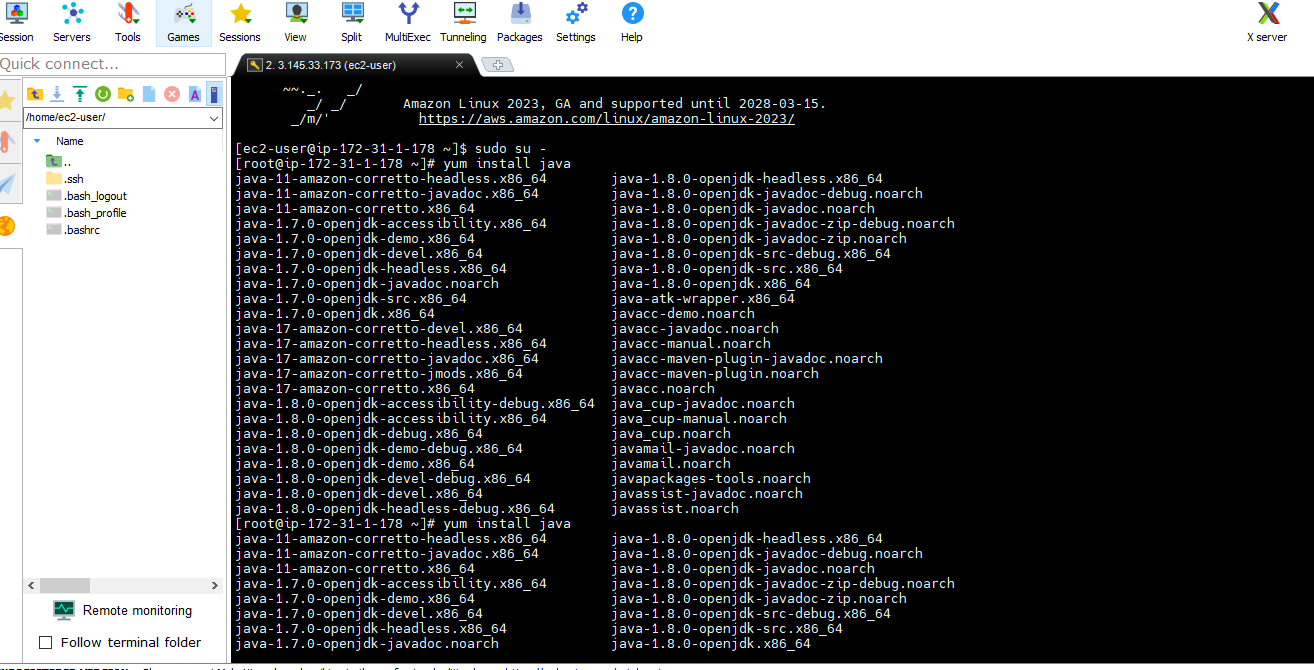 Session Servers Tools Games Sessions View Split MultiExec Tunneling Packages Settings Help X server
Quick connect...
2. 3.145.33.173 (ec2-user)
/home/ec2-user/
Name
..
.ssh
.bash_logout
.bash_profile
.bashrc
Remote monitoring
Follow terminal folder
~~._. _/
_/ _/ Amazon Linux 2023, GA and supported until 2028-03-15.
_/m/' https://aws.amazon.com/linux/amazon-linux-2023/
[ec2-user@ip-172-31-1-178 ~]$ sudo su -
[root@ip-172-31-1-178 ~]# yum install java
java-11-amazon-corretto-headless.x86_64 java-1.8.0-openjdk-headless.x86_64
java-11-amazon-corretto-javadoc.x86_64 java-1.8.0-openjdk-javadoc-debug.noarch
java-11-amazon-corretto.x86_64 java-1.8.0-openjdk-javadoc.noarch
java-1.7.0-openjdk-accessibility.x86_64 java-1.8.0-openjdk-javadoc-zip-debug.noarch
java-1.7.0-openjdk-demo.x86_64 java-1.8.0-openjdk-javadoc-zip.noarch
java-1.7.0-openjdk-devel.x86_64 java-1.8.0-openjdk-src-debug.x86_64
java-1.7.0-openjdk-headless.x86_64 java-1.8.0-openjdk-src.x86_64
java-1.7.0-openjdk-javadoc.noarch java-1.8.0-openjdk.x86_64
java-1.7.0-openjdk-src.x86_64 java-atk-wrapper.x86_64
java-1.7.0-openjdk.x86_64 javacc-demo.noarch
java-17-amazon-corretto-devel.x86_64 javacc-javadoc.noarch
java-17-amazon-corretto-headless.x86_64 javacc-manual.noarch
java-17-amazon-corretto-javadoc.x86_64 javacc-maven-plugin-javadoc.noarch
java-17-amazon-corretto-jmods.x86_64 javacc-maven-plugin.noarch
java-17-amazon-corretto.x86_64 javacc.noarch
java-1.8.0-openjdk-accessibility-debug.x86_64 java_cup-javadoc.noarch
java-1.8.0-openjdk-accessibility.x86_64 java_cup-manual.noarch
java-1.8.0-openjdk-debug.x86_64 java_cup.noarch
java-1.8.0-openjdk-demo-debug.x86_64 javamail-javadoc.noarch
java-1.8.0-openjdk-demo.x86_64 javamail.noarch
java-1.8.0-openjdk-devel-debug.x86_64 javapackages-tools.noarch
java-1.8.0-openjdk-devel.x86_64 javassist-javadoc.noarch
java-1.8.0-openjdk-headless-debug.x86_64 javassist.noarch
[root@ip-172-31-1-178 ~]# yum install java
java-11-amazon-corretto-headless.x86_64 java-1.8.0-openjdk-headless.x86_64
java-11-amazon-corretto-javadoc.x86_64 java-1.8.0-openjdk-javadoc-debug.noarch
java-11-amazon-corretto.x86_64 java-1.8.0-openjdk-javadoc.noarch
java-1.7.0-openjdk-accessibility.x86_64 java-1.8.0-openjdk-javadoc-zip-debug.noarch
java-1.7.0-openjdk-demo.x86_64 java-1.8.0-openjdk-javadoc-zip.noarch
java-1.7.0-openjdk-devel.x86_64 java-1.8.0-openjdk-src-debug.x86_64
java-1.7.0-openjdk-headless.x86_64 java-1.8.0-openjdk-src.x86_64
java-1.7.0-openjdk-javadoc.noarch java-1.8.0-openjdk.x86_64